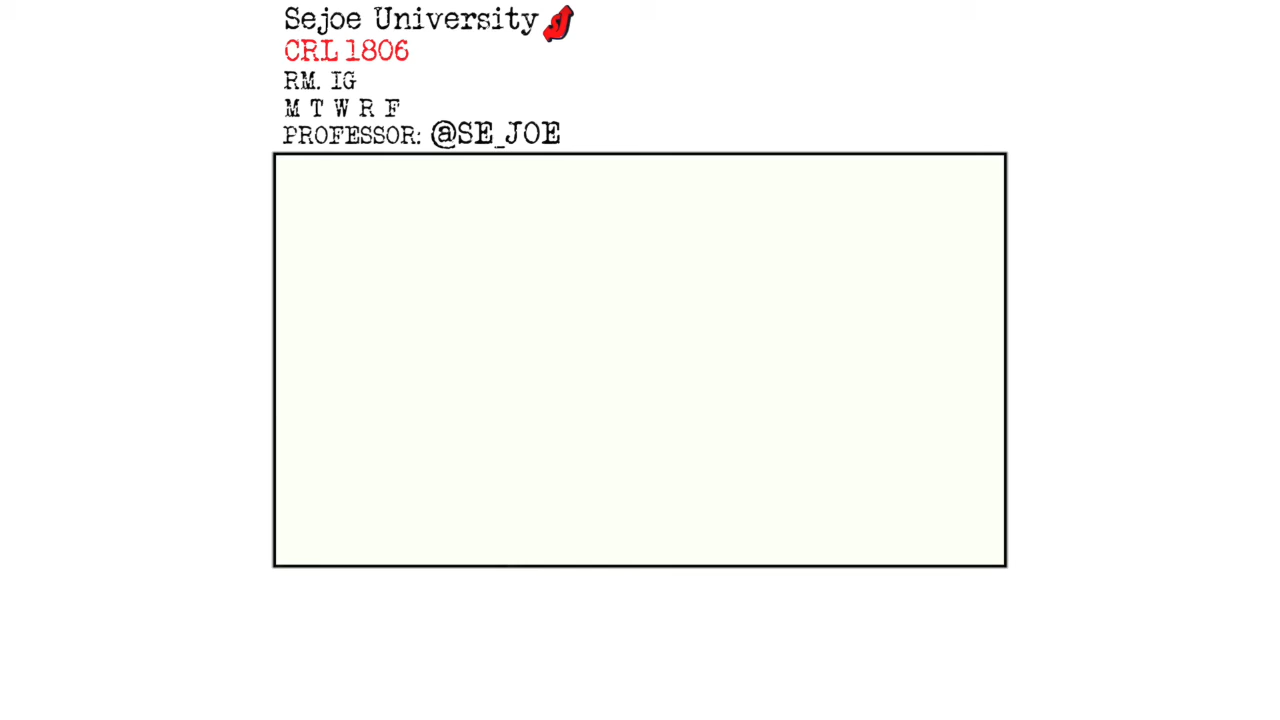 Sejoe University
CRL 1806
RM. IG
M T W R F
PROFESSOR: @SE_JOE